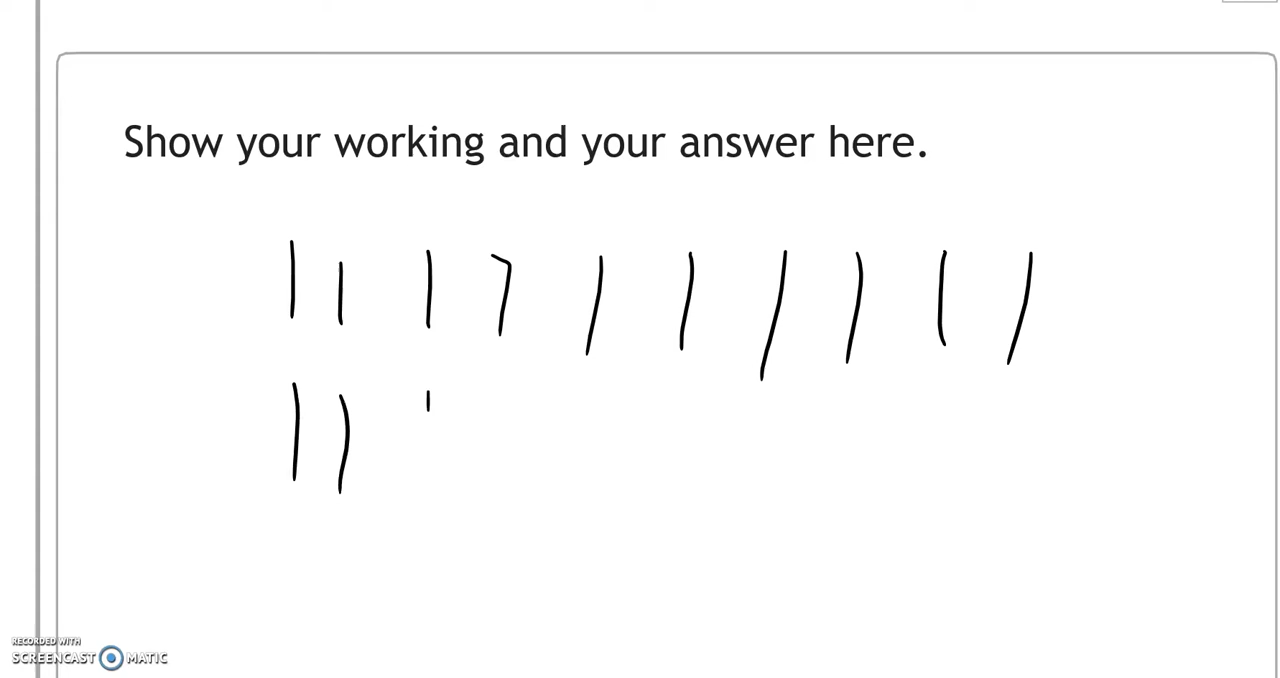 Show your working and your answer here.
| | | | | | | | | |
| | |
RECORDED WITH
SCREENCAST MATIC